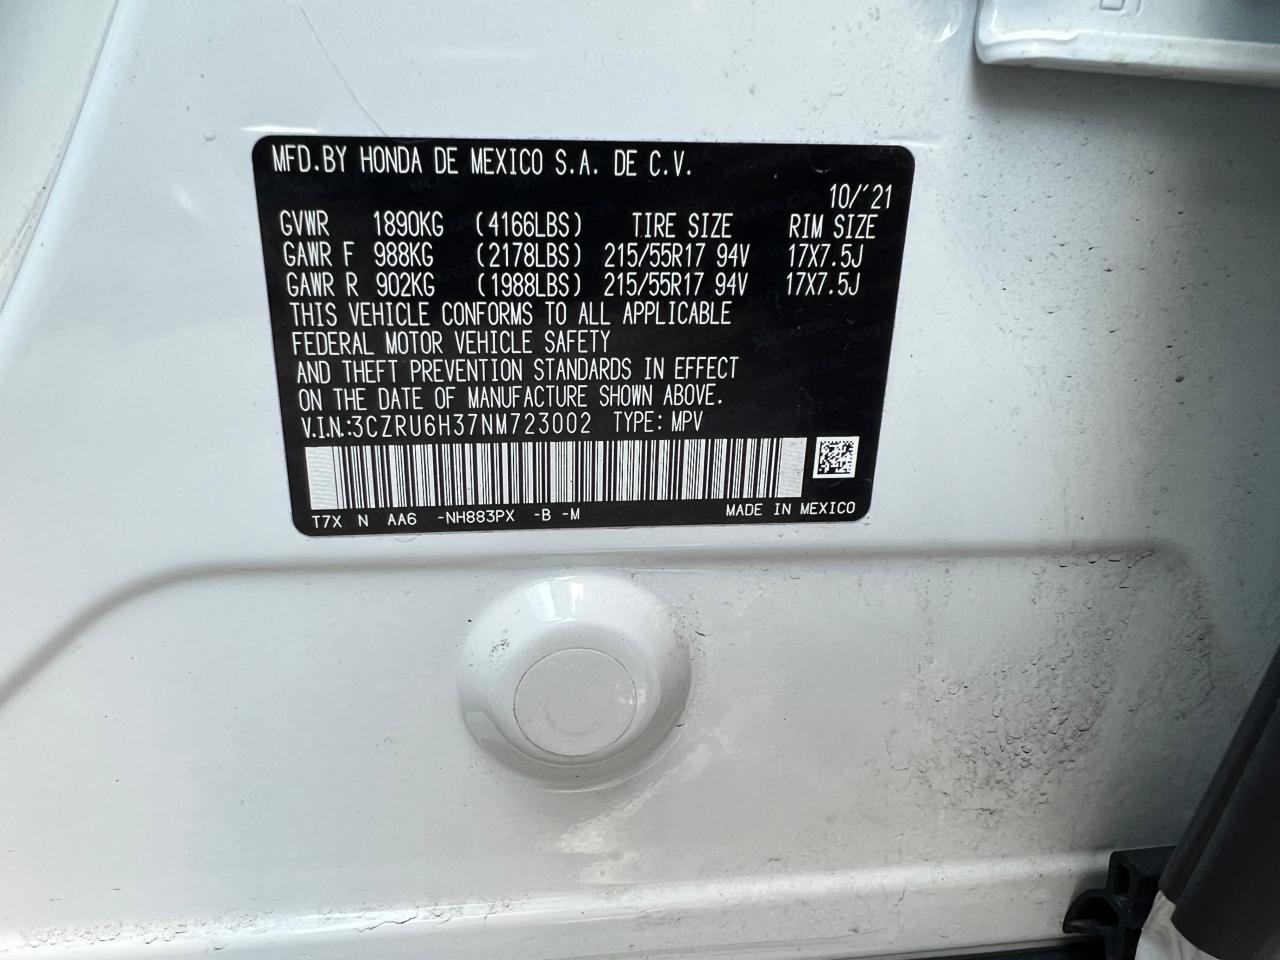 MFD.BY HONDA DE MEXICO S.A. DE C.V.
10/'21
GVWR 1890KG (4166LBS) TIRE SIZE RIM SIZE
GAWR F 988KG (2178LBS) 215/55R17 94V 17X7.5J
GAWR R 902KG (1988LBS) 215/55R17 94V 17X7.5J
THIS VEHICLE CONFORMS TO ALL APPLICABLE
FEDERAL MOTOR VEHICLE SAFETY
AND THEFT PREVENTION STANDARDS IN EFFECT
ON THE DATE OF MANUFACTURE SHOWN ABOVE.
V.I.N.:3CZRU6H37NM723002 TYPE: MPV
T7X N AA6 -NH883PX -B -M MADE IN MEXICO